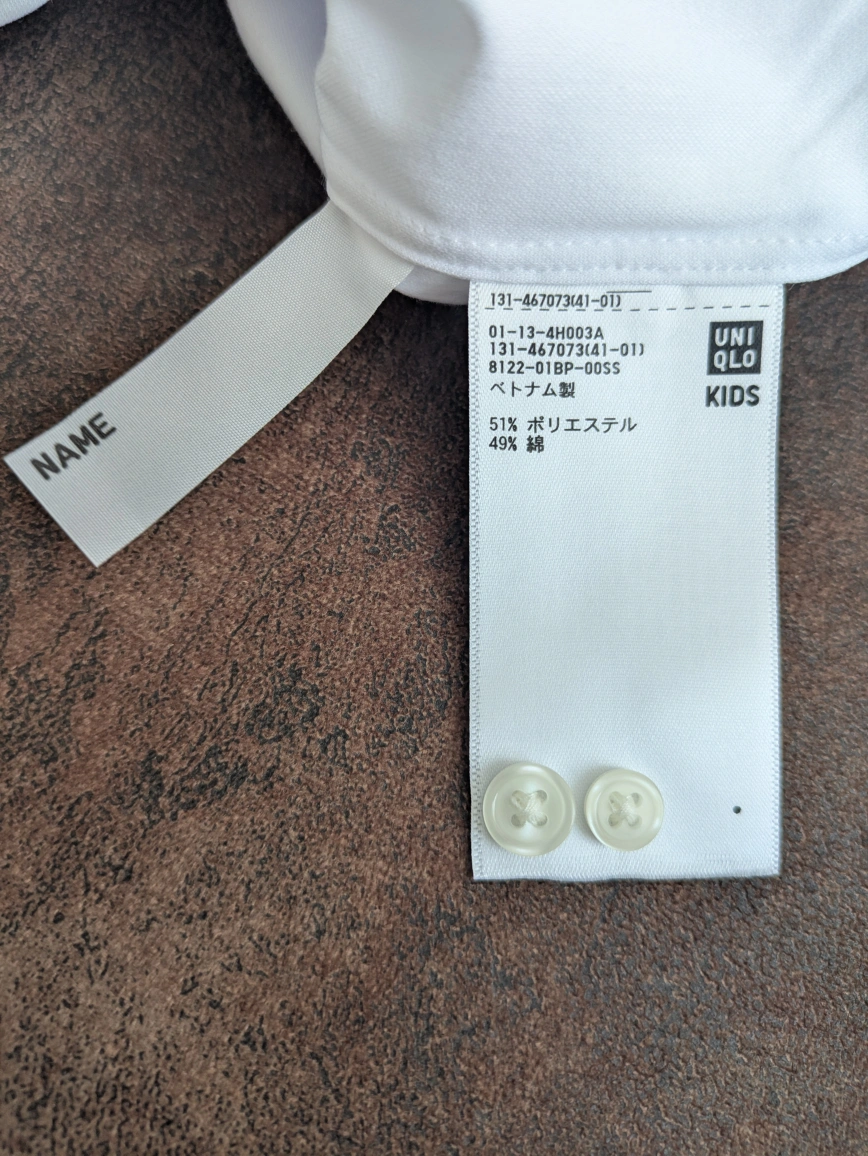 NAME
131-467073(41-01)
01-13-4H003A
131-467073(41-01)
8122-01BP-00SS
ベトナム製
51% ポリエステル
49% 綿
UNI
QLO
KIDS